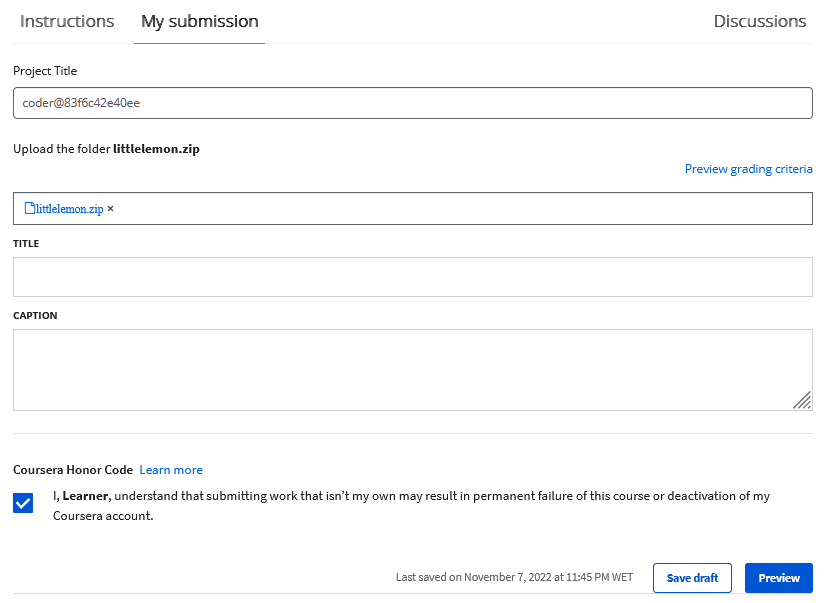 Instructions My submission Discussions
Project Title
coder@83f6c42e40ee
Upload the folder littlelemon.zip
Preview grading criteria
littlelemon.zip ×
TITLE
CAPTION
Coursera Honor Code Learn more
I, Learner, understand that submitting work that isn't my own may result in permanent failure of this course or deactivation of my
Coursera account.
Last saved on November 7, 2022 at 11:45 PM WET Save draft Preview